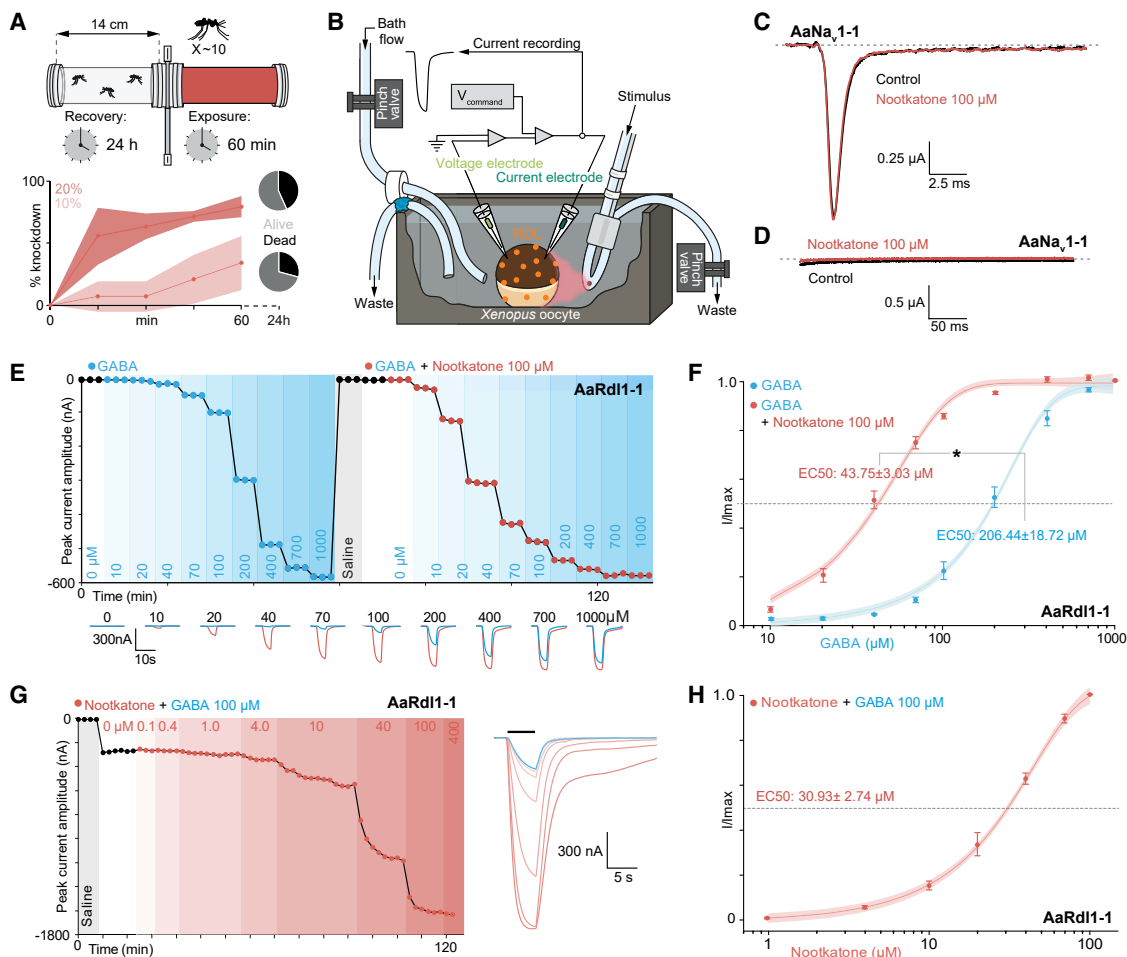 A
14 cm
X ~10
Recovery:
24 h
Exposure:
60 min
100
20%
10%
% knockdown
0
0
min
60
24h
Alive
Dead
B
Bath
flow
Current recording
Pinch
valve
Vcommand
Stimulus
Voltage electrode
Current electrode
RDL
Waste
Xenopus oocyte
Pinch
valve
Waste
C
AaNav1-1
Control
Nootkatone 100 µM
0.25 µA
2.5 ms
D
Nootkatone 100 µM
AaNav1-1
Control
0.5 µA
50 ms
E
GABA
GABA + Nootkatone 100 µM
AaRdl1-1
0
Peak current amplitude (nA)
-600
0 µM
10
20
40
70
100
200
400
700
1000
Saline
0 µM
10
20
40
70
100
200
400
700
1000
0
Time (min)
120
0
10
20
40
70
100
200
400
700
1000µM
300nA
10s
F
1.0
GABA
GABA
+ Nootkatone 100 µM
EC50: 43.75±3.03 µM
*
EC50: 206.44±18.72 µM
I/Imax
0
AaRdl1-1
10
100
1000
GABA (µM)
G
Nootkatone + GABA 100 µM
AaRdl1-1
0
0 µM
0.1
0.4
1.0
4.0
10
40
100
400
Peak current amplitude (nA)
Saline
-1800
0
Time (min)
120
300 nA
5 s
H
1.0
Nootkatone + GABA 100 µM
EC50: 30.93± 2.74 µM
I/Imax
0
AaRdl1-1
1
10
100
Nootkatone (µM)